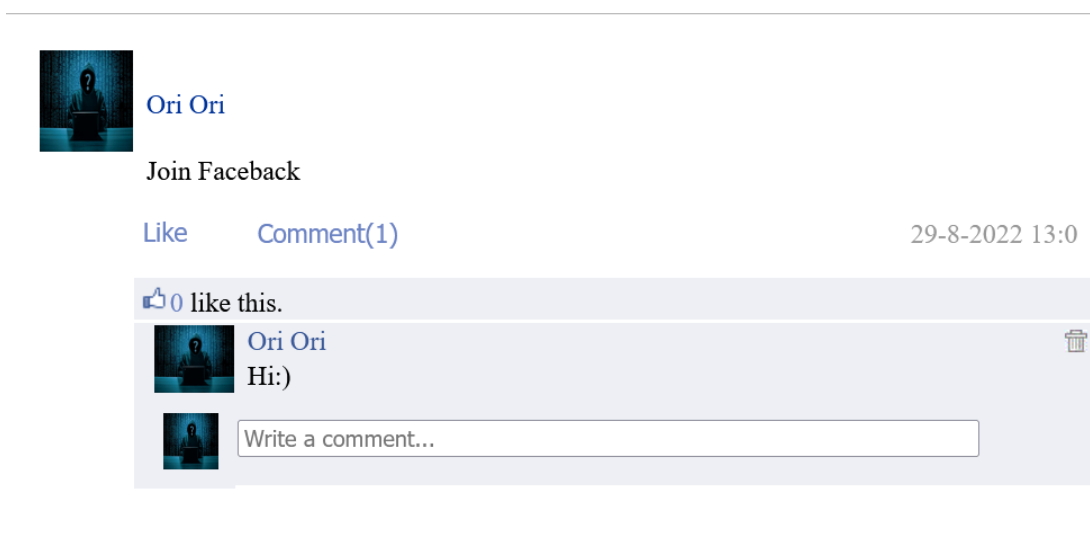 Ori Ori
Join Faceback
Like Comment(1) 29-8-2022 13:0
0 like this.
Ori Ori
Hi:)
Write a comment...